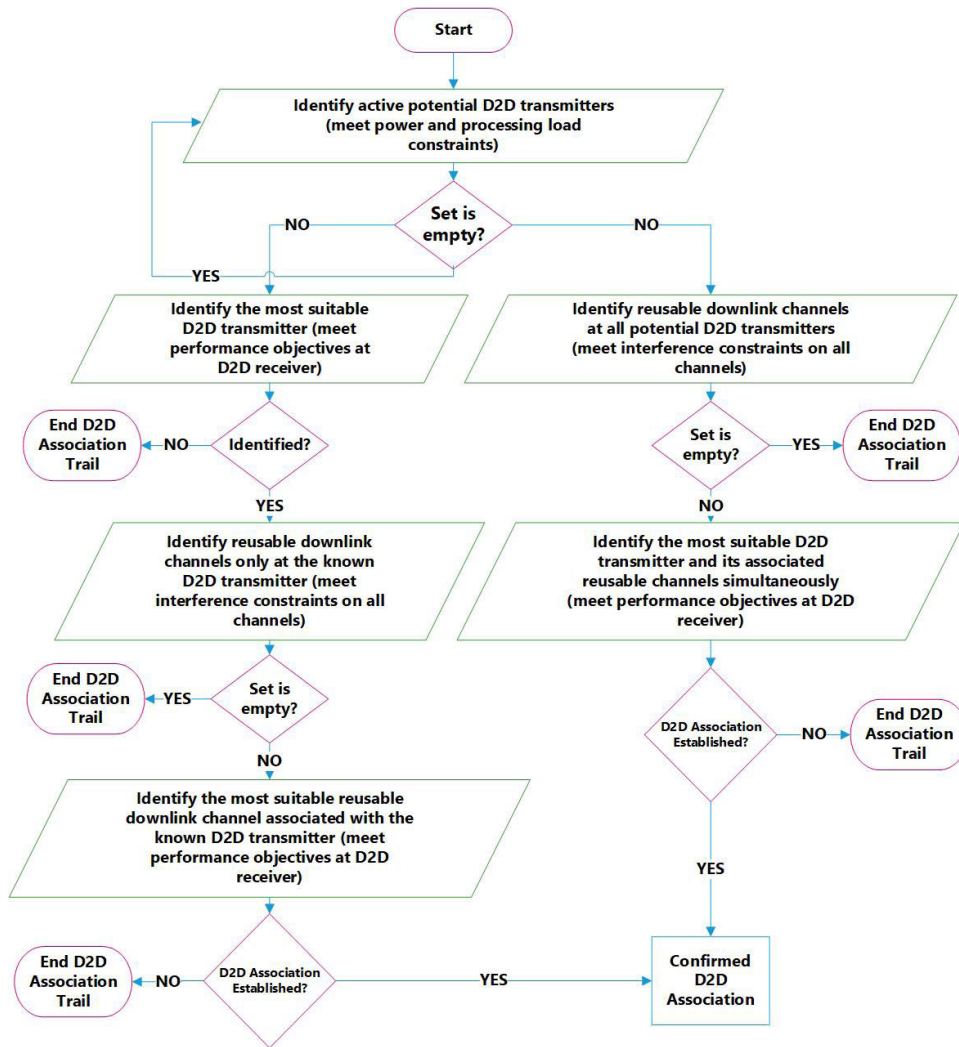 Start
Identify active potential D2D transmitters
(meet power and processing load
constraints)
Set is
empty?
NO
NO
YES
Identify the most suitable
D2D transmitter (meet
performance objectives at
D2D receiver)
Identify reusable downlink channels
at all potential D2D transmitters
(meet interference constraints on all
channels)
End D2D
Association
Trail
NO
Identified?
Set is
empty?
YES
End D2D
Association
Trail
YES
NO
Identify reusable downlink
channels only at the known
D2D transmitter (meet
interference constraints on all
channels)
Identify the most suitable D2D
transmitter and its associated
reusable channels simultaneously
(meet performance objectives at D2D
receiver)
End D2D
Association
Trail
YES
Set is
empty?
D2D Association
Established?
NO
End D2D
Association
Trail
NO
Identify the most suitable reusable
downlink channel associated with the
known D2D transmitter (meet
performance objectives at D2D
receiver)
YES
End D2D
Association
Trail
NO
D2D Association
Established?
YES
Confirmed
D2D
Association